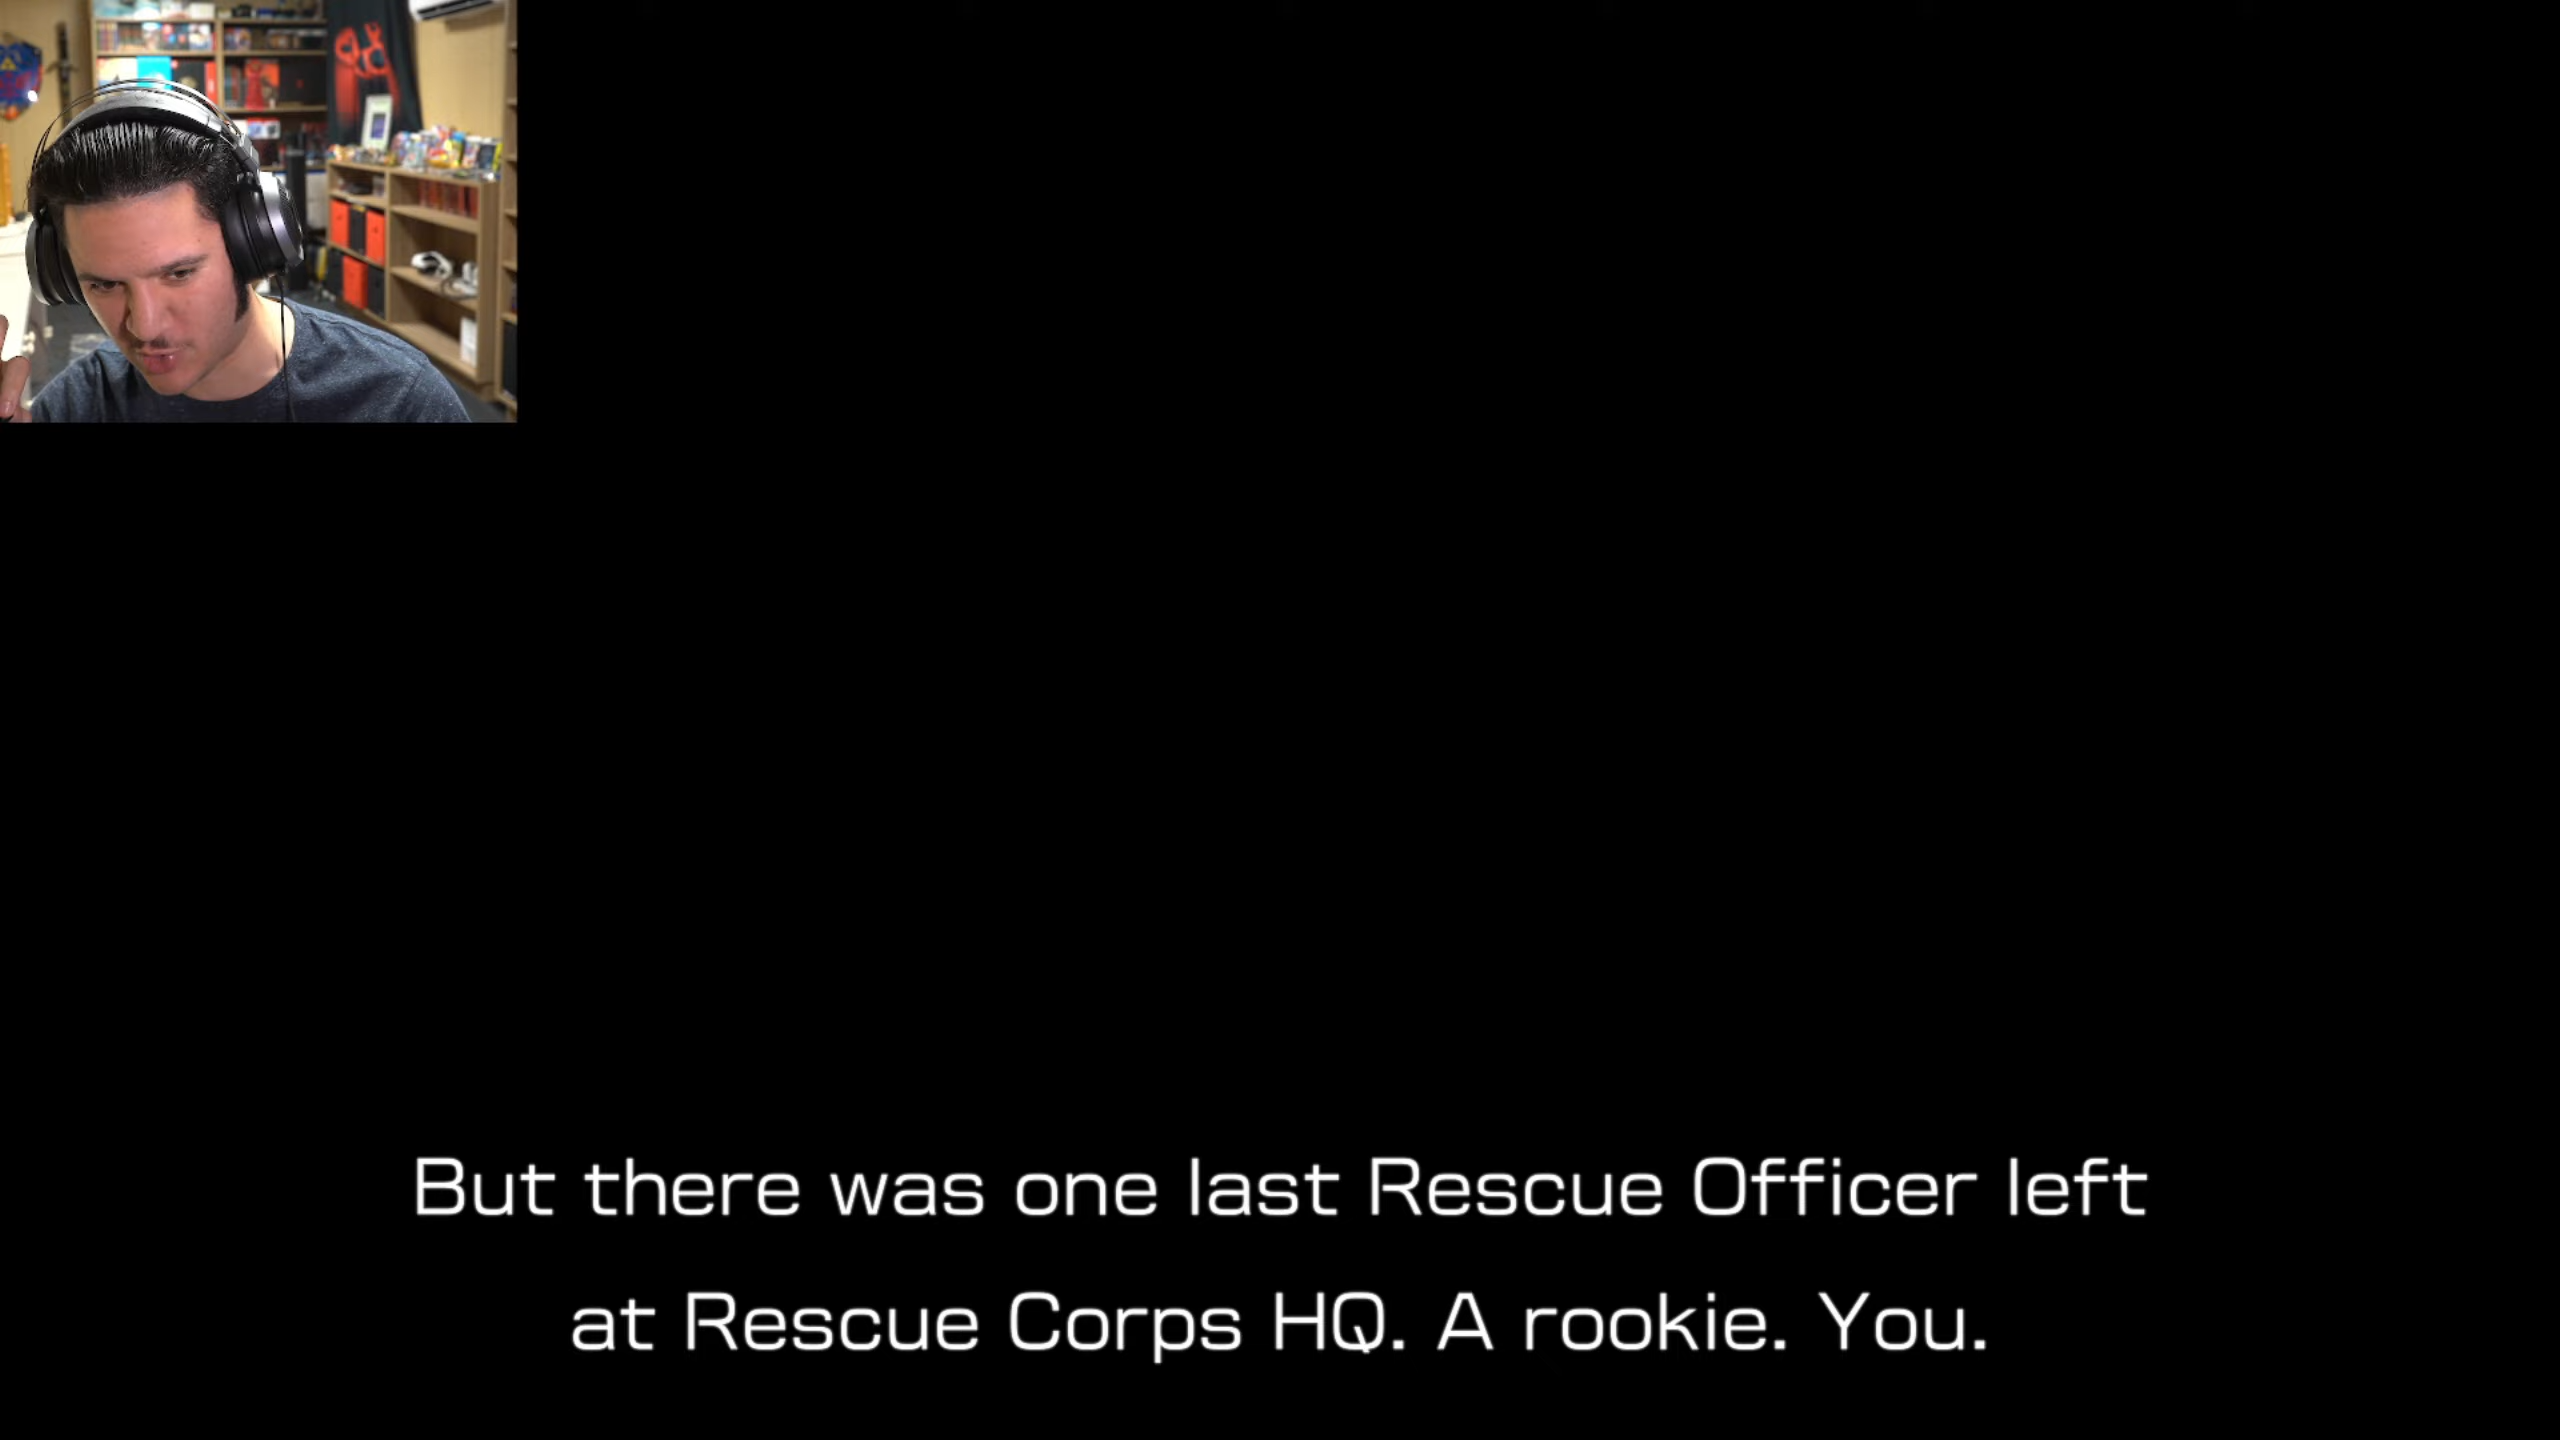 But there was one last Rescue Officer left
at Rescue Corps HQ. A rookie. You.